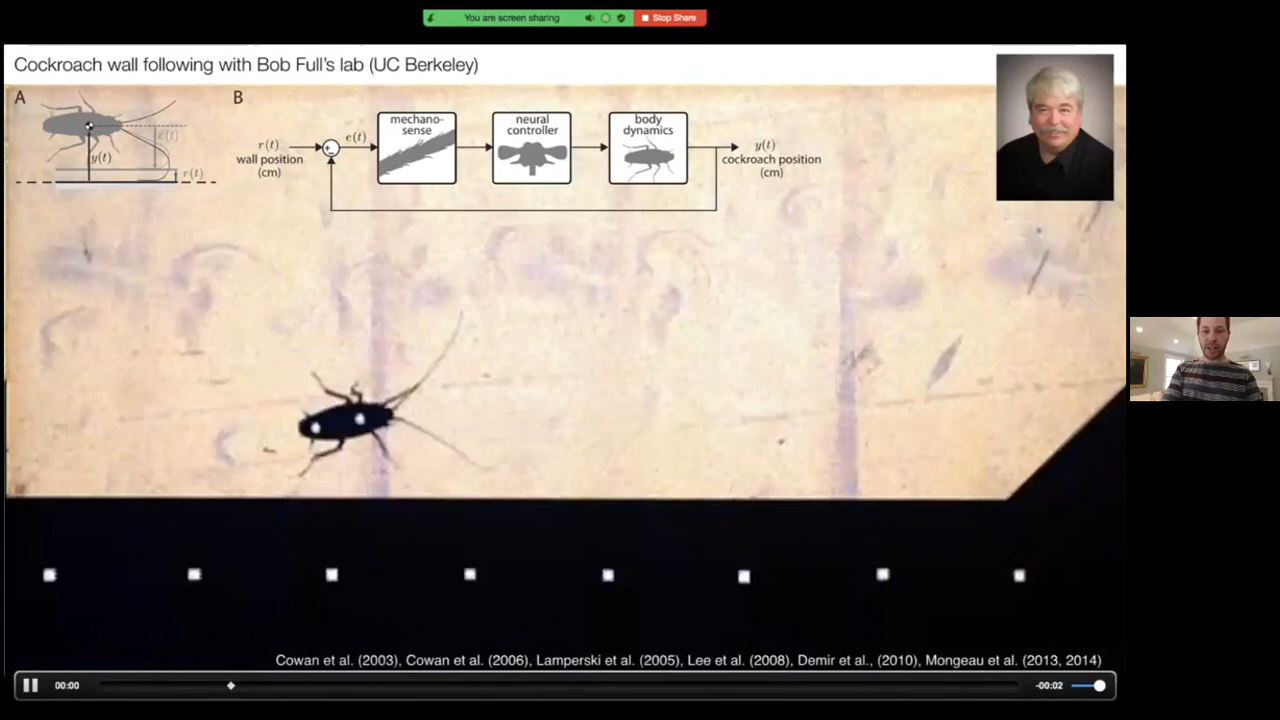 You are screen sharing
Stop Share
Cockroach wall following with Bob Full's lab (UC Berkeley)
A
B
e(t)
y(t)
r(t)
r(t)
wall position
(cm)
+
-
e(t)
mechano-
sense
neural
controller
body
dynamics
y(t)
cockroach position
(cm)
Cowan et al. (2003), Cowan et al. (2006), Lamperski et al. (2005), Lee et al. (2008), Demir et al., (2010), Mongeau et al. (2013, 2014)
00:00
-00:02